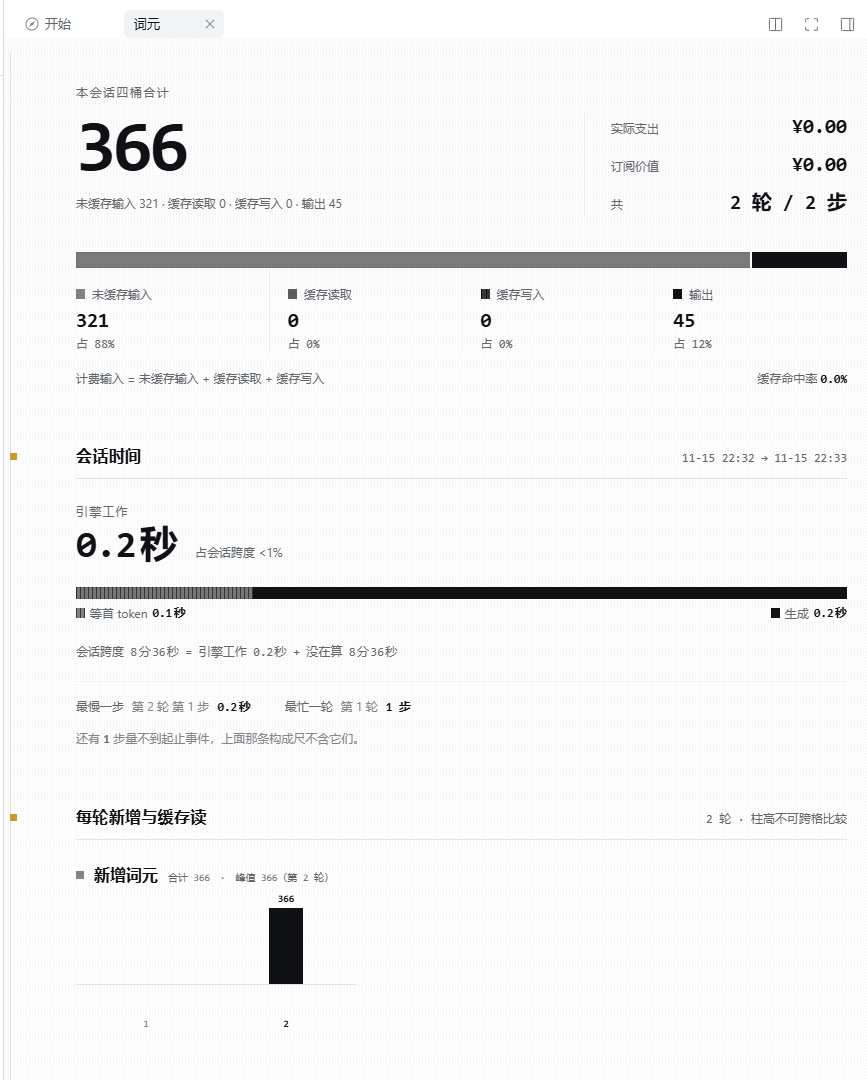 开始
词元
本会话四桶合计
366
未缓存输入 321 · 缓存读取 0 · 缓存写入 0 · 输出 45
实际支出 ¥0.00
订阅价值 ¥0.00
共 2 轮 / 2 步
未缓存输入
321
占 88%
缓存读取
0
占 0%
缓存写入
0
占 0%
输出
45
占 12%
计费输入 = 未缓存输入 + 缓存读取 + 缓存写入
缓存命中率 0.0%
会话时间
11-15 22:32 → 11-15 22:33
引擎工作
0.2秒 占会话跨度 <1%
等首 token 0.1秒
生成 0.2秒
会话跨度 8分36秒 = 引擎工作 0.2秒 + 没在算 8分36秒
最慢一步 第 2 轮 第 1 步 0.2秒 最忙一轮 第 1 轮 1 步
还有 1 步量不到起止事件，上面那条构成尺不含它们。
每轮新增与缓存读
2 轮 · 柱高不可跨格比较
新增词元 合计 366 · 峰值 366（第 2 轮）
366
1
2